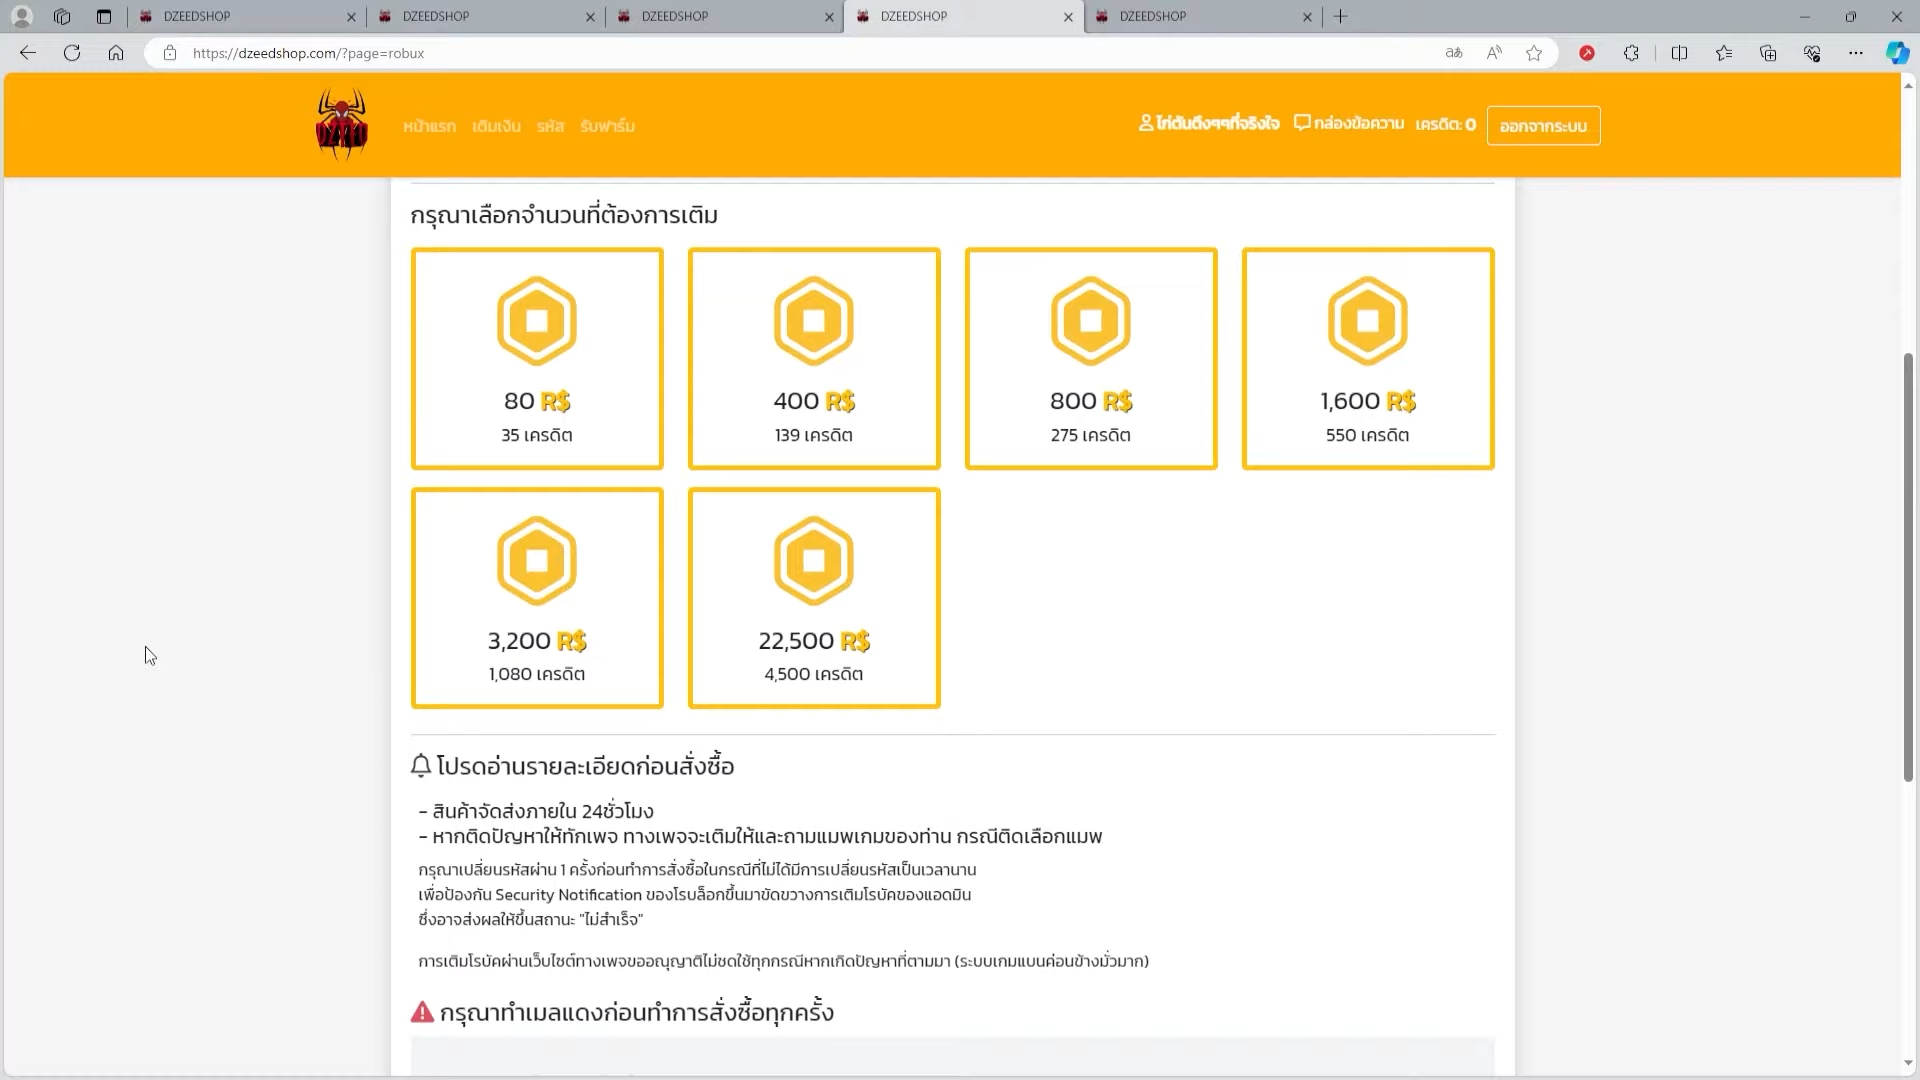 DZEEDSHOP
DZEEDSHOP
DZEEDSHOP
DZEEDSHOP
DZEEDSHOP
https://dzeedshop.com/?page=robux
หน้าแรก
เติมเงิน
รหัส
รับฟาร์ม
ไก่ตันตึงๆๆที่จริงใจ
กล่องข้อความ
เครดิต: 0
ออกจากระบบ
กรุณาเลือกจำนวนที่ต้องการเติม
80 R$
35 เครดิต
400 R$
139 เครดิต
800 R$
275 เครดิต
1,600 R$
550 เครดิต
3,200 R$
1,080 เครดิต
22,500 R$
4,500 เครดิต
โปรดอ่านรายละเอียดก่อนสั่งซื้อ
- สินค้าจัดส่งภายใน 24ชั่วโมง
- หากติดปัญหาให้ทักเพจ ทางเพจจะเติมให้และถามแมพเกมของท่าน กรณีติดเลือกแมพ
กรุณาเปลี่ยนรหัสผ่าน 1 ครั้งก่อนทำการสั่งซื้อในกรณีที่ไม่ได้มีการเปลี่ยนรหัสเป็นเวลานาน
เพื่อป้องกัน Security Notification ของโรบล็อกขึ้นมาขัดขวางการเติมโรบัคของแอดมิน
ซึ่งอาจส่งผลให้ขึ้นสถานะ "ไม่สำเร็จ"
การเติมโรบัคผ่านเว็บไซต์ทางเพจขออณุญาติไม่ชดใช้ทุกกรณีหากเกิดปัญหาที่ตามมา (ระบบเกมแบนค่อนข้างมั่วมาก)
กรุณาทำเมลแดงก่อนทำการสั่งซื้อทุกครั้ง